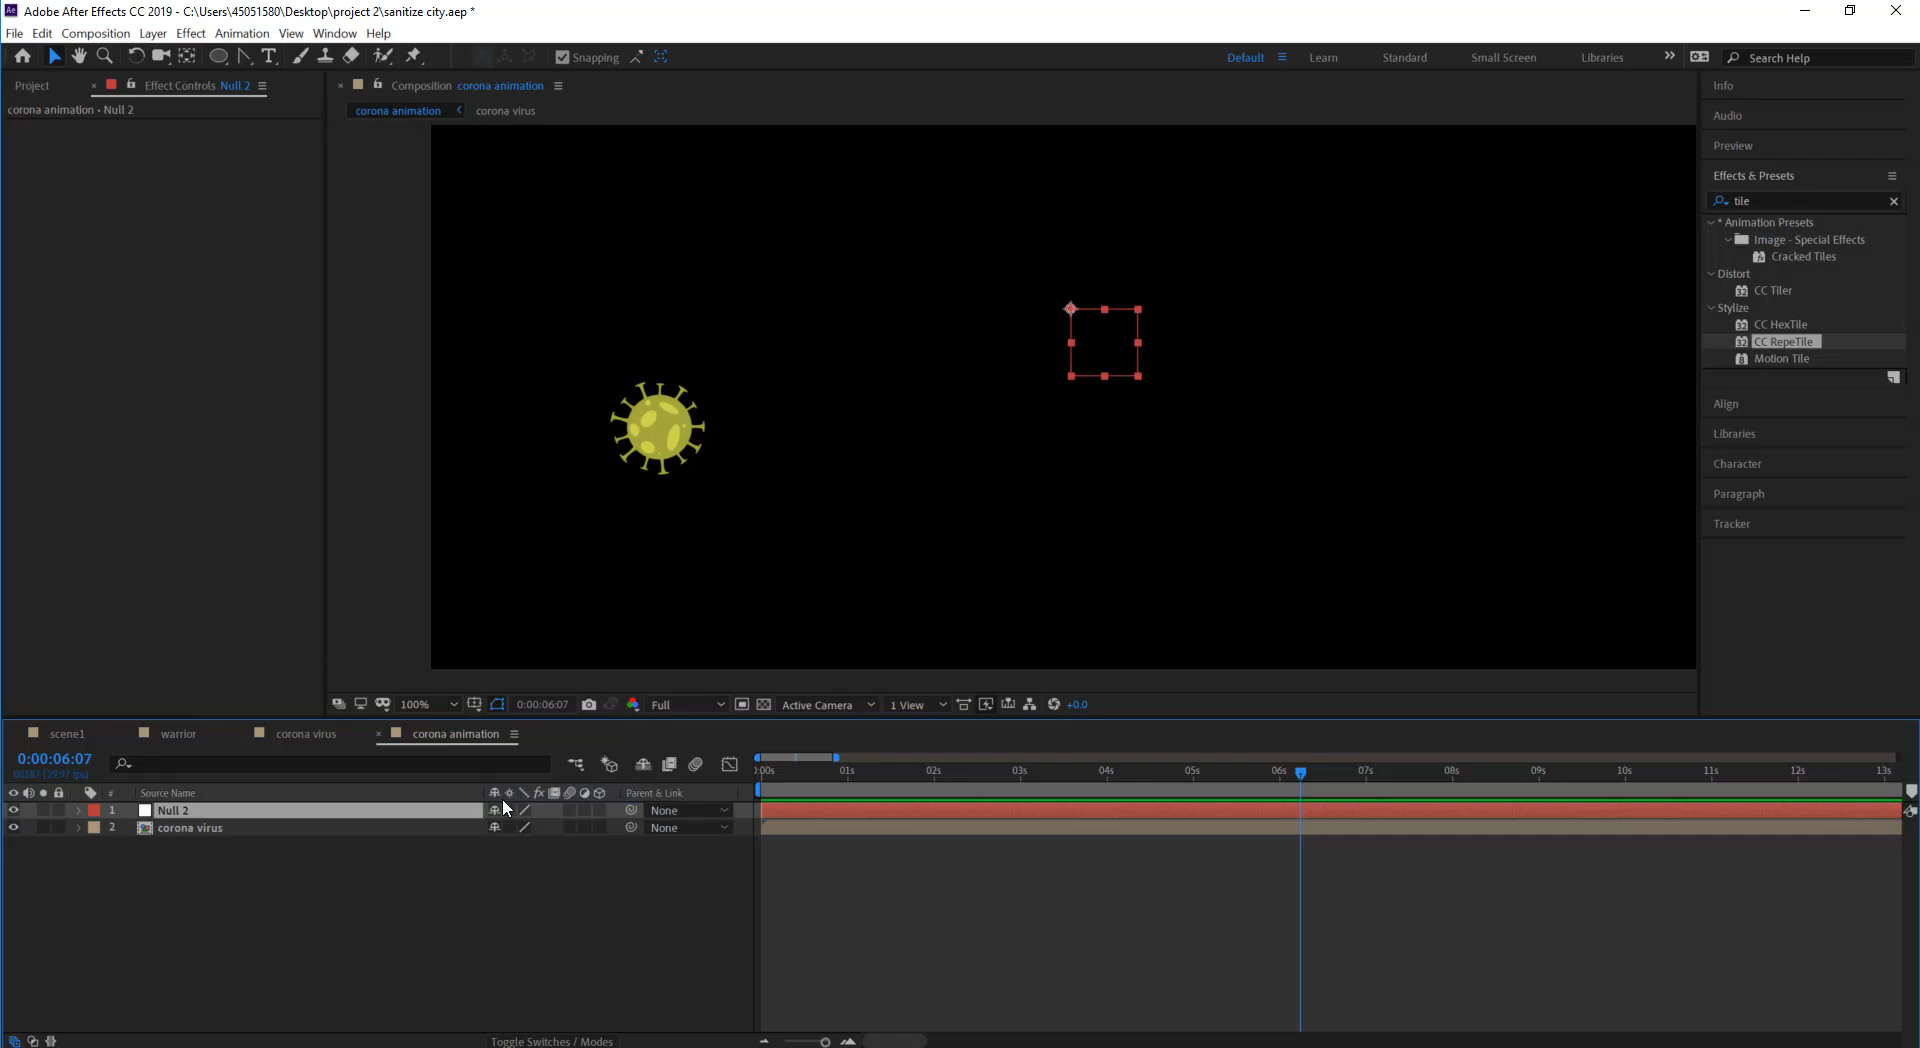 Adobe After Effects CC 2019 - C:\Users\45051580\Desktop\project 2\sanitize city.aep *
File Edit Composition Layer Effect Animation View Window Help
Snapping
Default Learn Standard Small Screen Libraries
Search Help
Project
Effect Controls Null 2
Composition corona animation
Info
corona animation • Null 2
corona animation
corona virus
Audio
Preview
Effects & Presets
tile
* Animation Presets
Image - Special Effects
Cracked Tiles
Distort
CC Tiler
Stylize
CC HexTile
CC RepeTile
Motion Tile
Align
Libraries
Character
Paragraph
Tracker
100%
0:00:06:07
Full
Active Camera
1 View
+0.0
scene1
warrior
corona virus
corona animation
0:00:06:07
00187 (29.97 fps)
:00s 01s 02s 03s 04s 05s 06s 07s 08s 09s 10s 11s 12s 13s
# Source Name
Parent & Link
1 Null 2 None
2 corona virus None
Toggle Switches / Modes